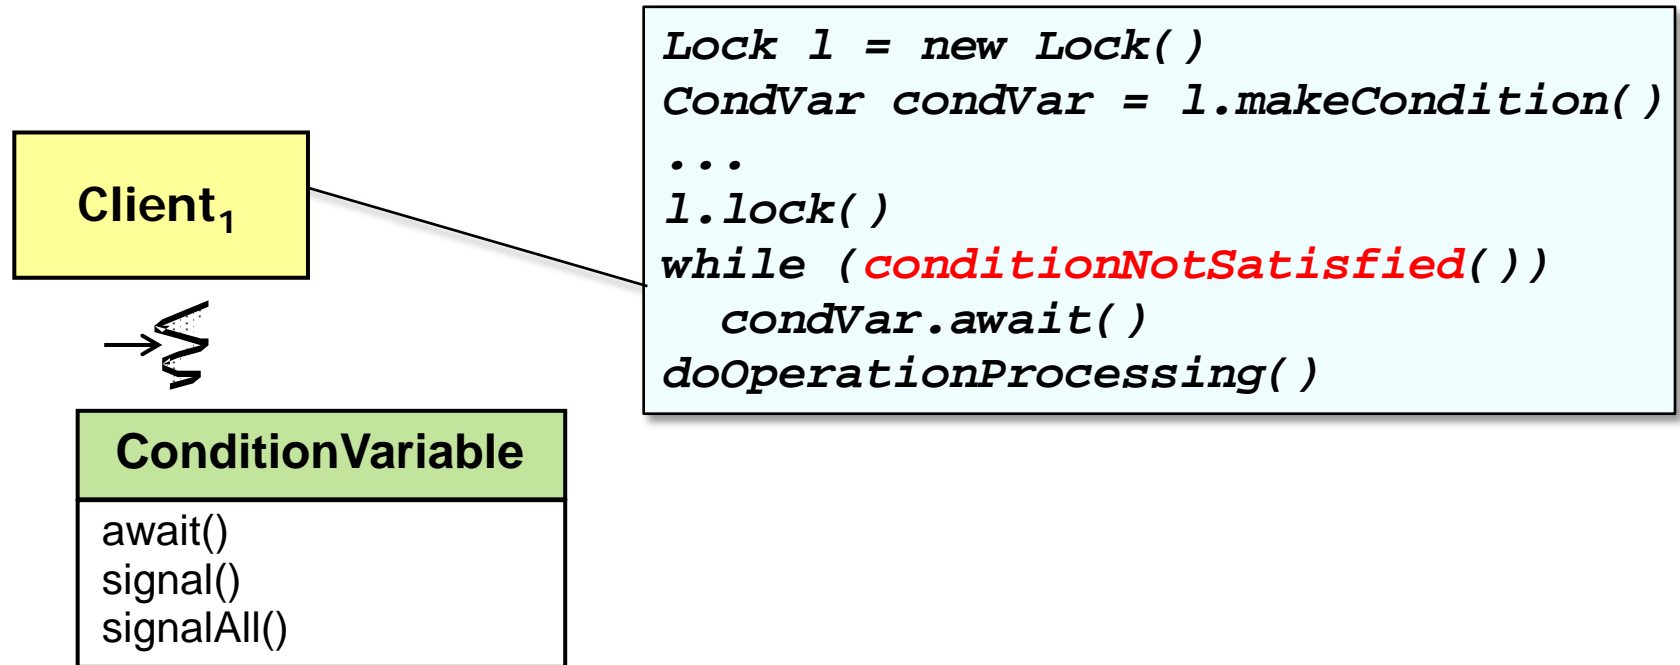 Client₁
Lock l = new Lock()
CondVar condVar = l.makeCondition()
...
l.lock()
while (conditionNotSatisfied())
condVar.await()
doOperationProcessing()
ConditionVariable
await()
signal()
signalAll()